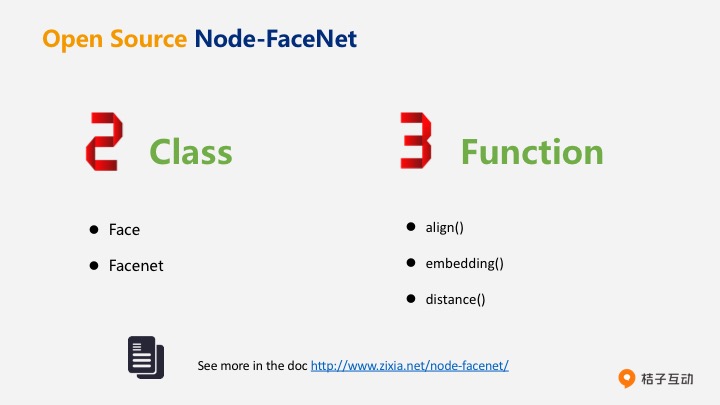 Open Source Node-FaceNet
2 Class
3 Function
● Face
● Facenet
● align()
● embedding()
● distance()
See more in the doc http://www.zixia.net/node-facenet/
桔子互动